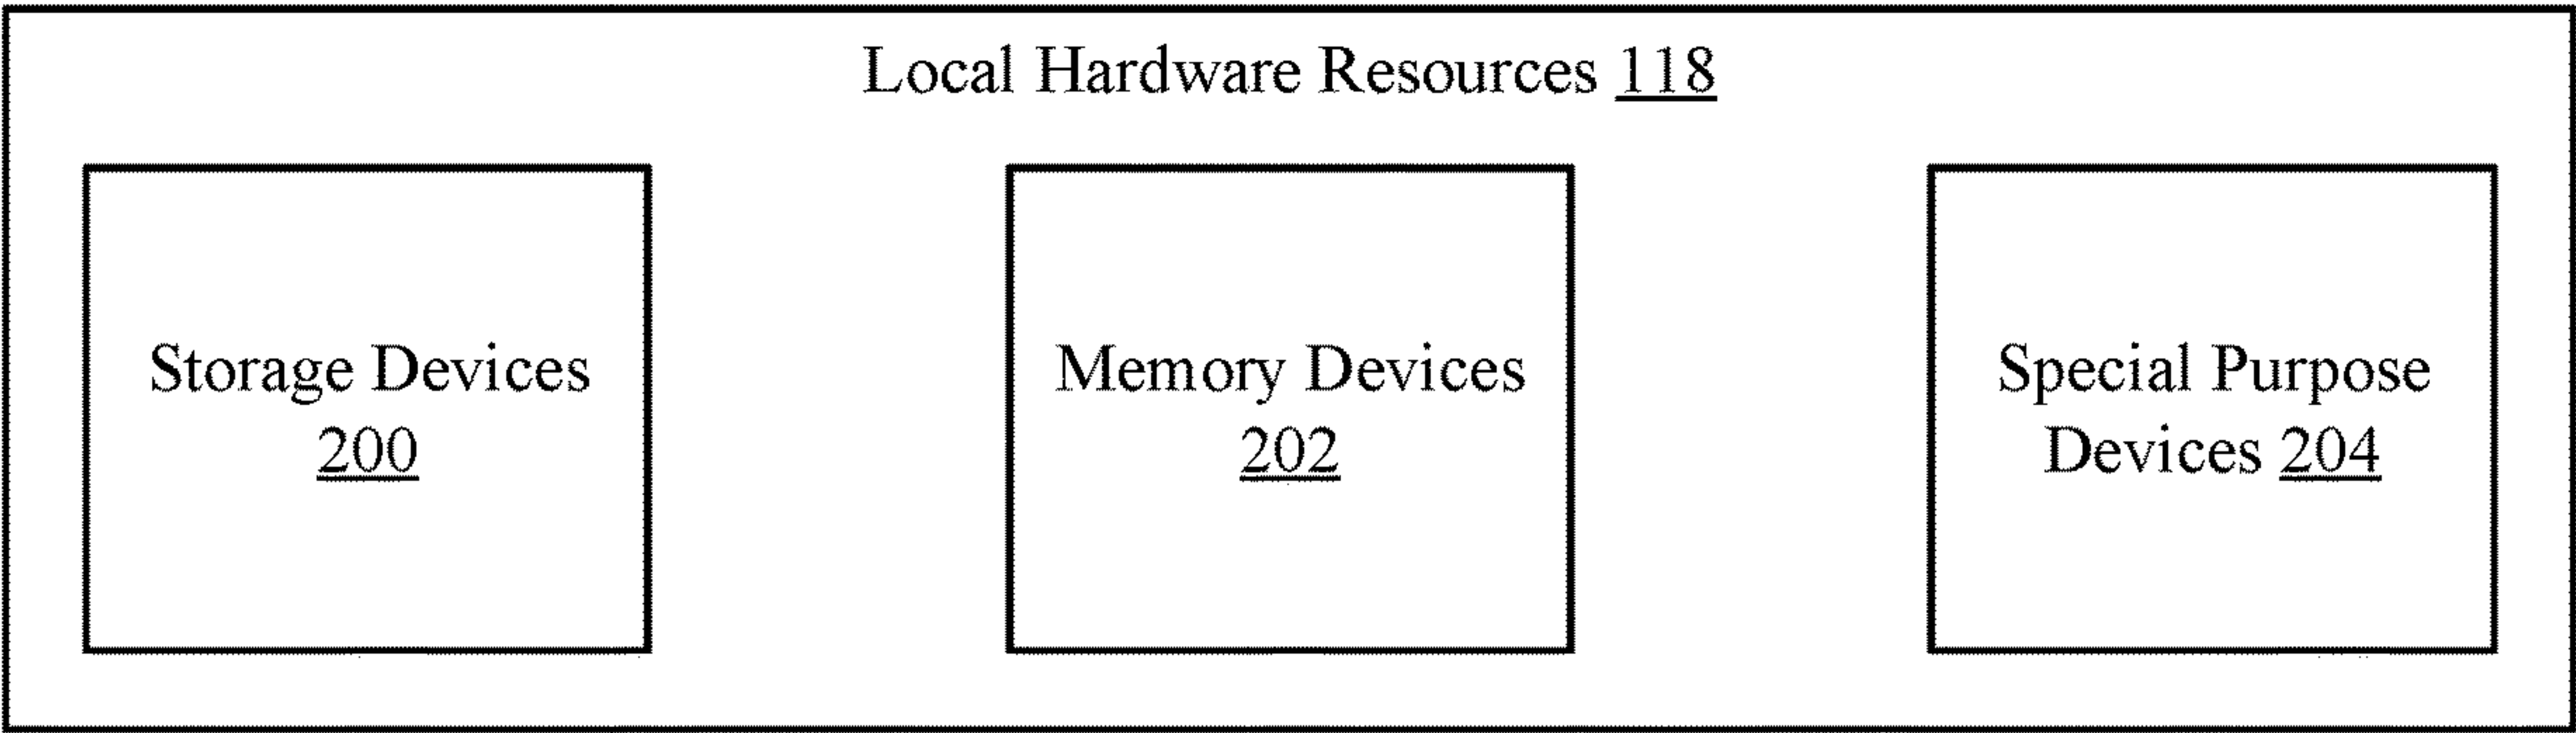 Local Hardware Resources 118
Storage Devices
200
Memory Devices
202
Special Purpose
Devices 204